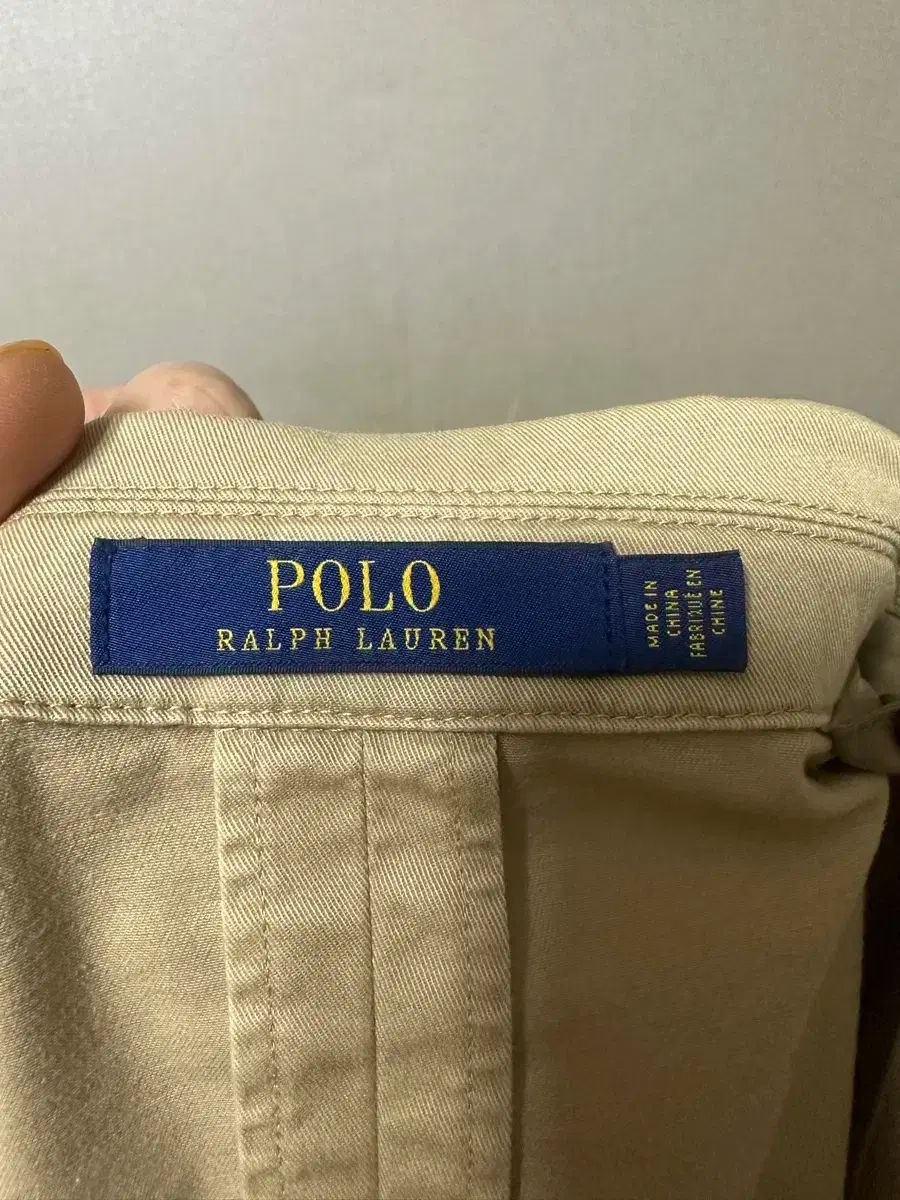 POLO
RALPH LAUREN
MADE IN
CHINA
FABRIQUÉ EN
CHINE